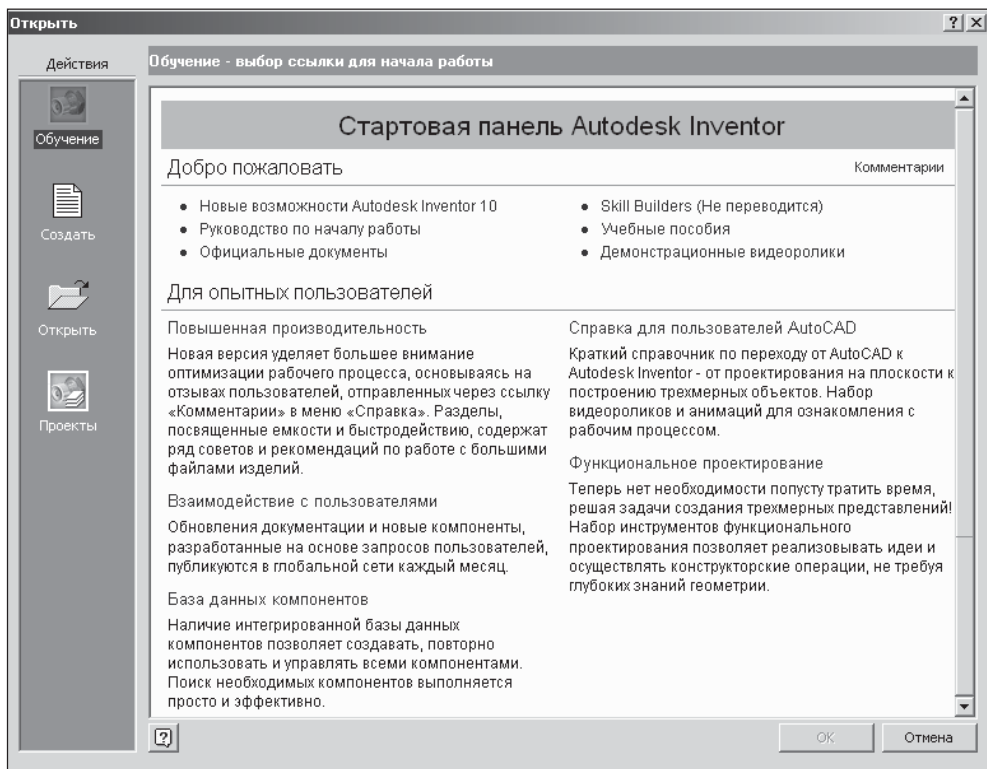 Открыть
Действия
Обучение
Создать
Открыть
Проекты
Обучение - выбор ссылки для начала работы
Стартовая панель Autodesk Inventor
Добро пожаловать
Комментарии
Новые возможности Autodesk Inventor 10
Руководство по началу работы
Официальные документы
Skill Builders (Не переводится)
Учебные пособия
Демонстрационные видеоролики
Для опытных пользователей
Повышенная производительность
Новая версия уделяет большее внимание
оптимизации рабочего процесса, основываясь на
отзывах пользователей, отправленных через ссылку
«Комментарии» в меню «Справка». Разделы,
посвященные емкости и быстродействию, содержат
ряд советов и рекомендаций по работе с большими
файлами изделий.
Взаимодействие с пользователями
Обновления документации и новые компоненты,
разработанные на основе запросов пользователей,
публикуются в глобальной сети каждый месяц.
База данных компонентов
Наличие интегрированной базы данных
компонентов позволяет создавать, повторно
использовать и управлять всеми компонентами.
Поиск необходимых компонентов выполняется
просто и эффективно.
Справка для пользователей AutoCAD
Краткий справочник по переходу от AutoCAD к
Autodesk Inventor - от проектирования на плоскости к
построению трехмерных объектов. Набор
видеороликов и анимаций для ознакомления с
рабочим процессом.
Функциональное проектирование
Теперь нет необходимости попусту тратить время,
решая задачи создания трехмерных представлений!
Набор инструментов функционального
проектирования позволяет реализовывать идеи и
осуществлять конструкторские операции, не требуя
глубоких знаний геометрии.
OK
Отмена